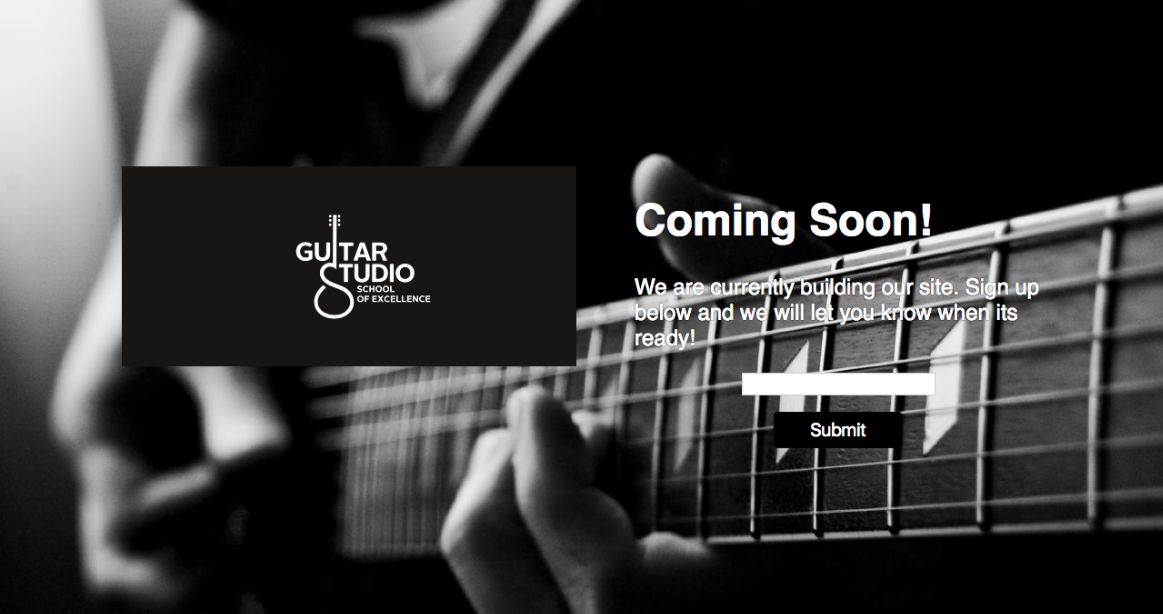 GUITAR
STUDIO
SCHOOL
OF EXCELLENCE
Coming Soon!
We are currently building our site. Sign up
below and we will let you know when its
ready!
Submit